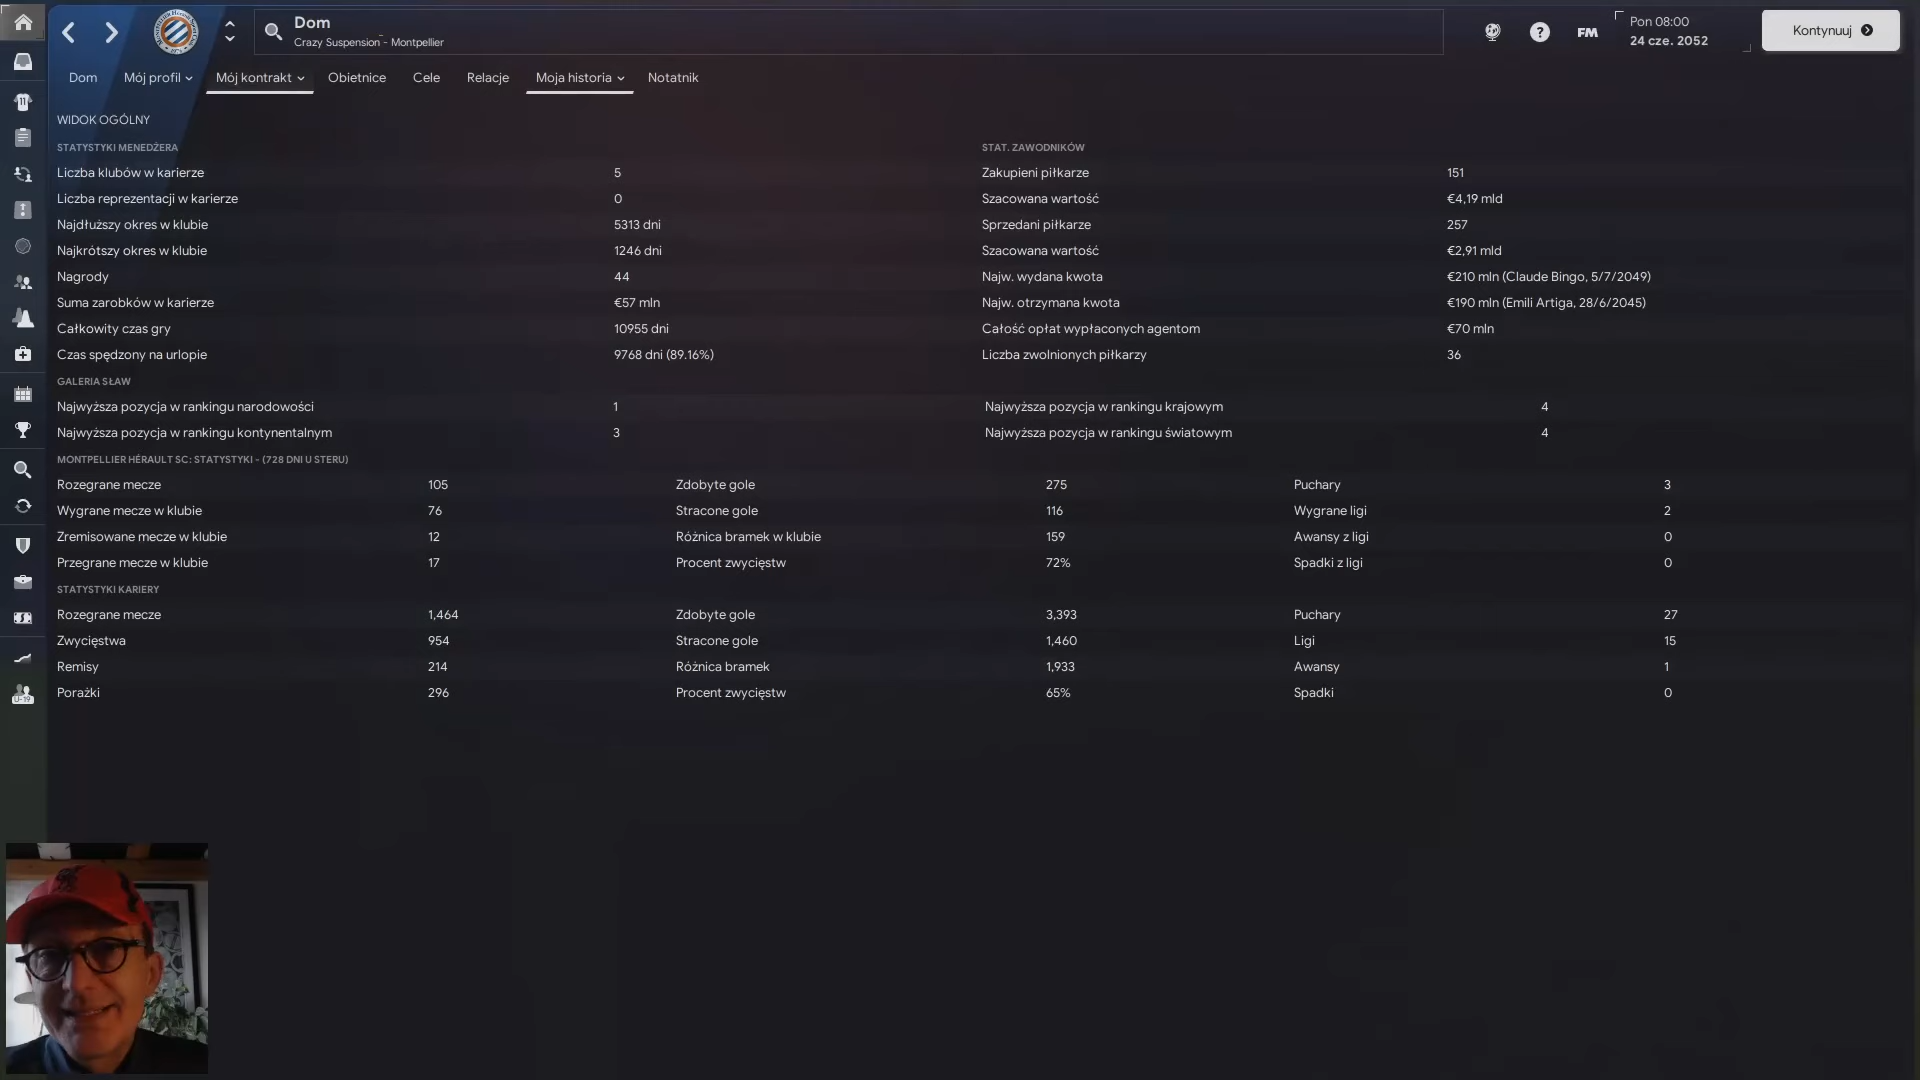 Dom
Crazy Suspension - Montpellier
FM
Pon 08:00
24 cze. 2052
Kontynuuj
Dom
Mój profil
Mój kontrakt
Obietnice
Cele
Relacje
Moja historia
Notatnik
WIDOK OGÓLNY
STATYSTYKI MENEDŻERA
Liczba klubów w karierze 5
Liczba reprezentacji w karierze 0
Najdłuższy okres w klubie 5313 dni
Najkrótszy okres w klubie 1246 dni
Nagrody 44
Suma zarobków w karierze €57 mln
Całkowity czas gry 10955 dni
Czas spędzony na urlopie 9768 dni (89.16%)
STAT. ZAWODNIKÓW
Zakupieni piłkarze 151
Szacowana wartość €4,19 mld
Sprzedani piłkarze 257
Szacowana wartość €2,91 mld
Najw. wydana kwota €210 mln (Claude Bingo, 5/7/2049)
Najw. otrzymana kwota €190 mln (Emili Artiga, 28/6/2045)
Całość opłat wypłaconych agentom €70 mln
Liczba zwolnionych piłkarzy 36
GALERIA SŁAW
Najwyższa pozycja w rankingu narodowości 1 Najwyższa pozycja w rankingu krajowym 4
Najwyższa pozycja w rankingu kontynentalnym 3 Najwyższa pozycja w rankingu światowym 4
MONTPELLIER HÉRAULT SC: STATYSTYKI - (728 DNI U STERU)
Rozegrane mecze 105 Zdobyte gole 275 Puchary 3
Wygrane mecze w klubie 76 Stracone gole 116 Wygrane ligi 2
Zremisowane mecze w klubie 12 Różnica bramek w klubie 159 Awansy z ligi 0
Przegrane mecze w klubie 17 Procent zwycięstw 72% Spadki z ligi 0
STATYSTYKI KARIERY
Rozegrane mecze 1,464 Zdobyte gole 3,393 Puchary 27
Zwycięstwa 954 Stracone gole 1,460 Ligi 15
Remisy 214 Różnica bramek 1,933 Awansy 1
Porażki 296 Procent zwycięstw 65% Spadki 0